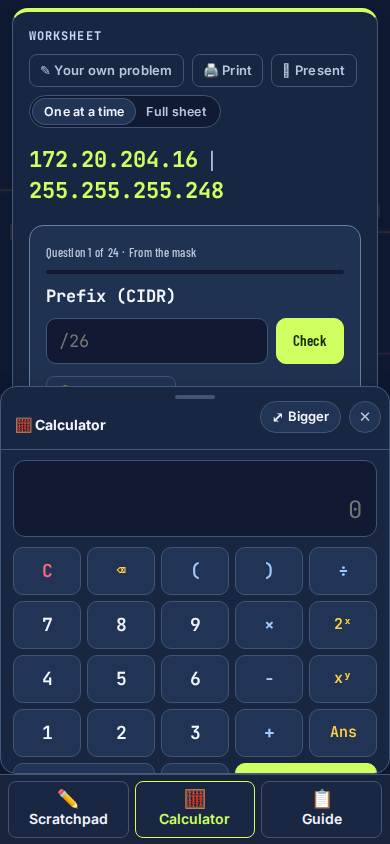 WORKSHEET
Your own problem
Print
Present
One at a time
Full sheet
172.20.204.16 |
255.255.255.248
Question 1 of 24 · From the mask
Prefix (CIDR)
/26
Check
Calculator
Bigger
0
C
(
)
÷
7
8
9
×
2ˣ
4
5
6
-
xʸ
1
2
3
+
Ans
Scratchpad
Calculator
Guide